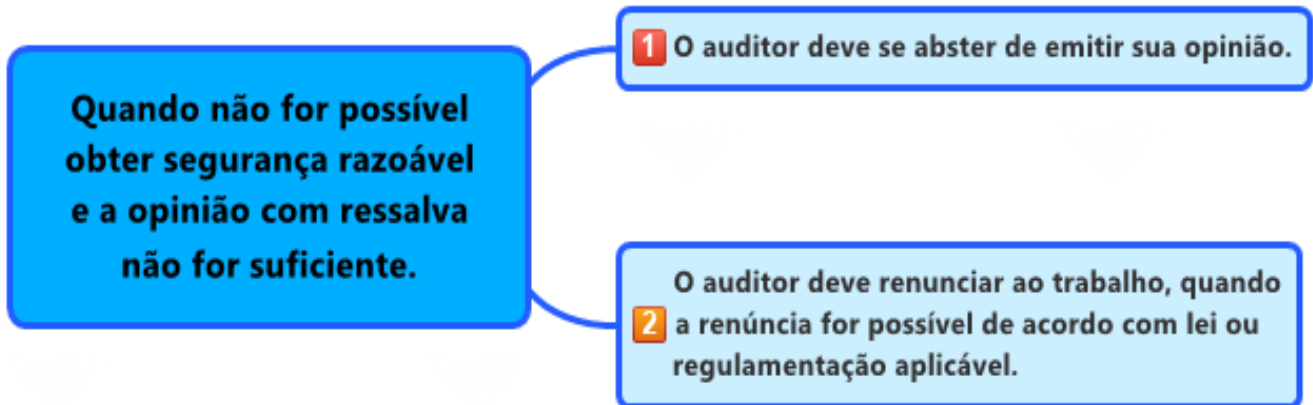 Quando não for possível
obter segurança razoável
e a opinião com ressalva
não for suficiente.
1 O auditor deve se abster de emitir sua opinião.
O auditor deve renunciar ao trabalho, quando
2 a renúncia for possível de acordo com lei ou
regulamentação aplicável.